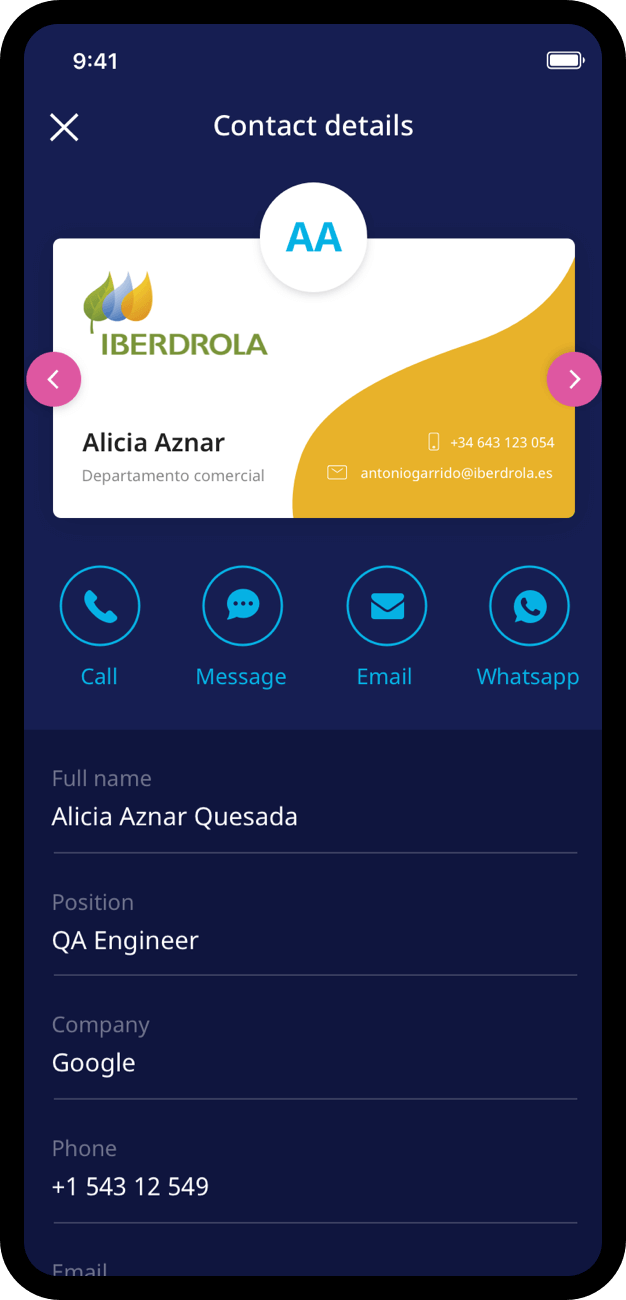 9:41
Contact details
AA
IBERDROLA
Alicia Aznar
Departamento comercial
+34 643 123 054
antoniogarrido@iberdrola.es
Call
Message
Email
Whatsapp
Full name
Alicia Aznar Quesada
Position
QA Engineer
Company
Google
Phone
+1 543 12 549
Email